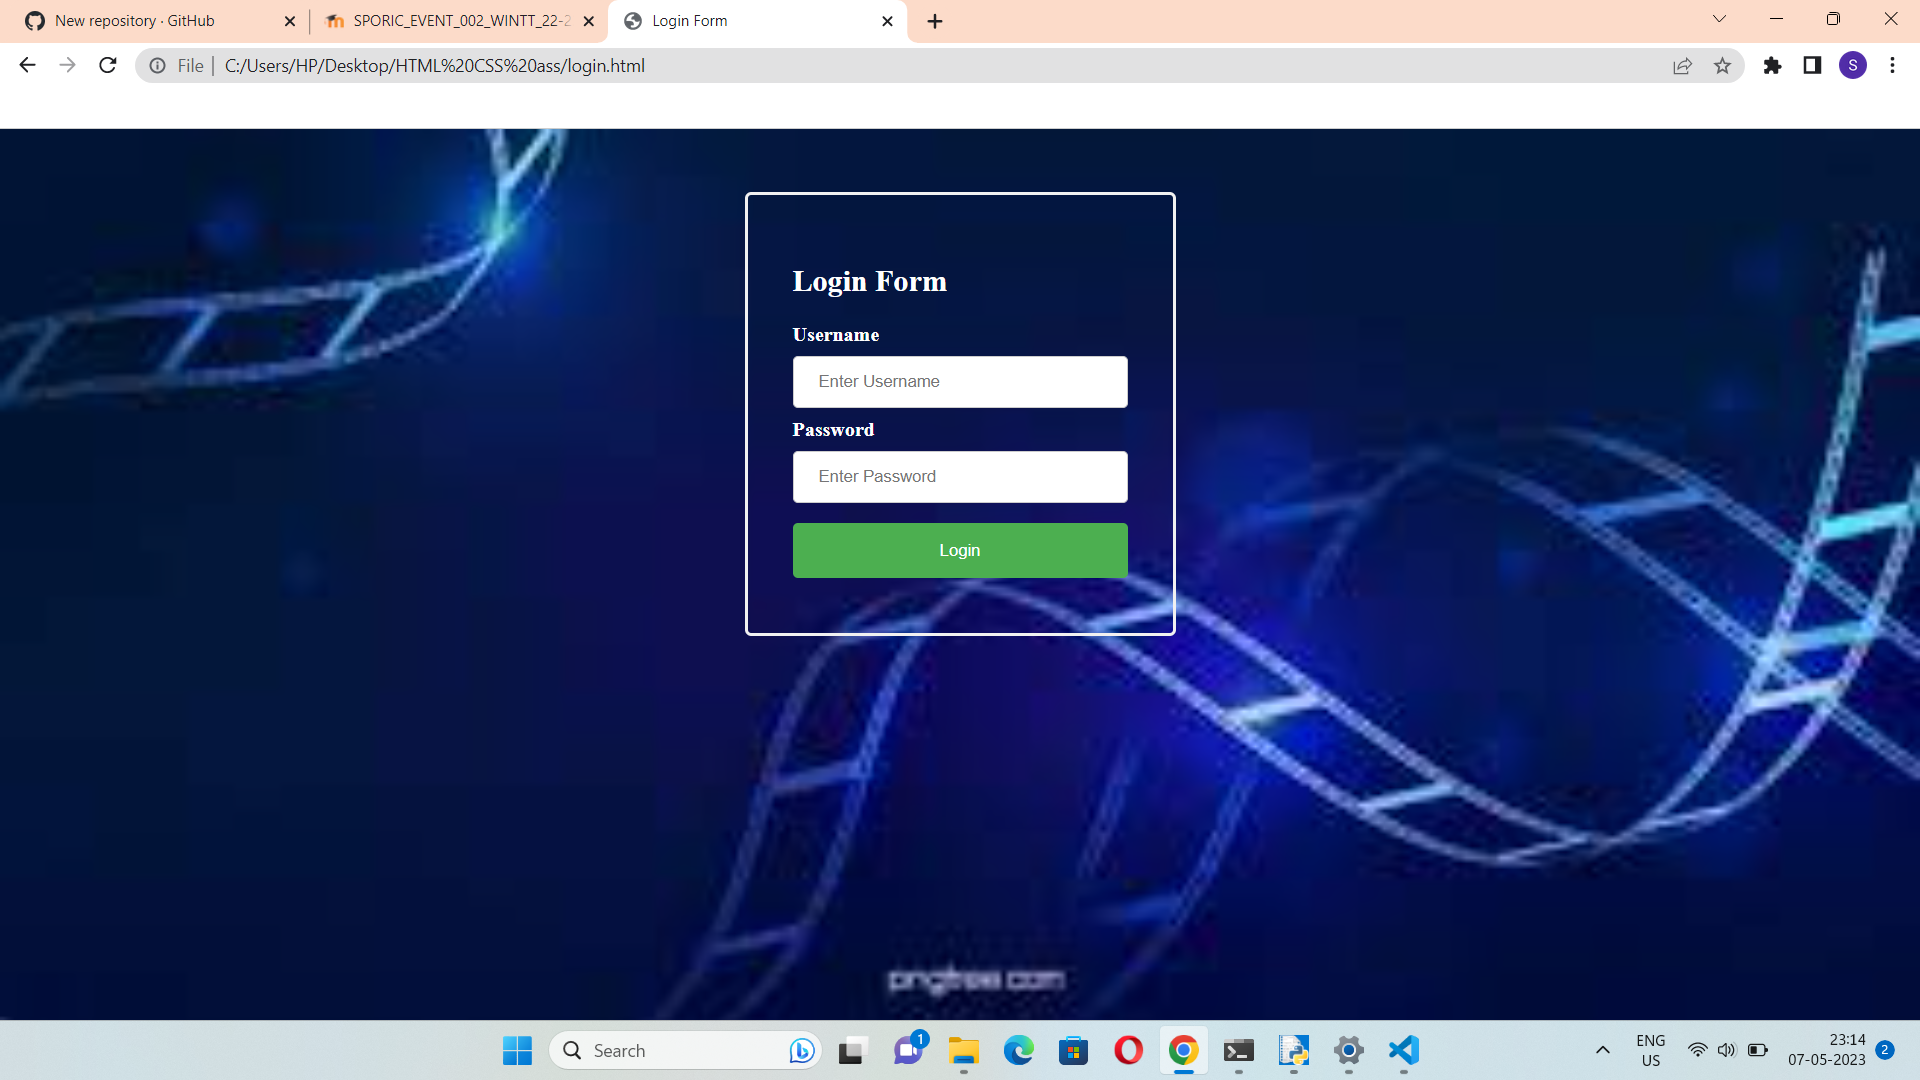 New repository · GitHub
SPORIC_EVENT_002_WINTT_22-2
Login Form
File
C:/Users/HP/Desktop/HTML%20CSS%20ass/login.html
S
Login Form
Username
Enter Username
Password
Enter Password
Login
pngtree.com
Search
1
ENG
US
23:14
07-05-2023
2